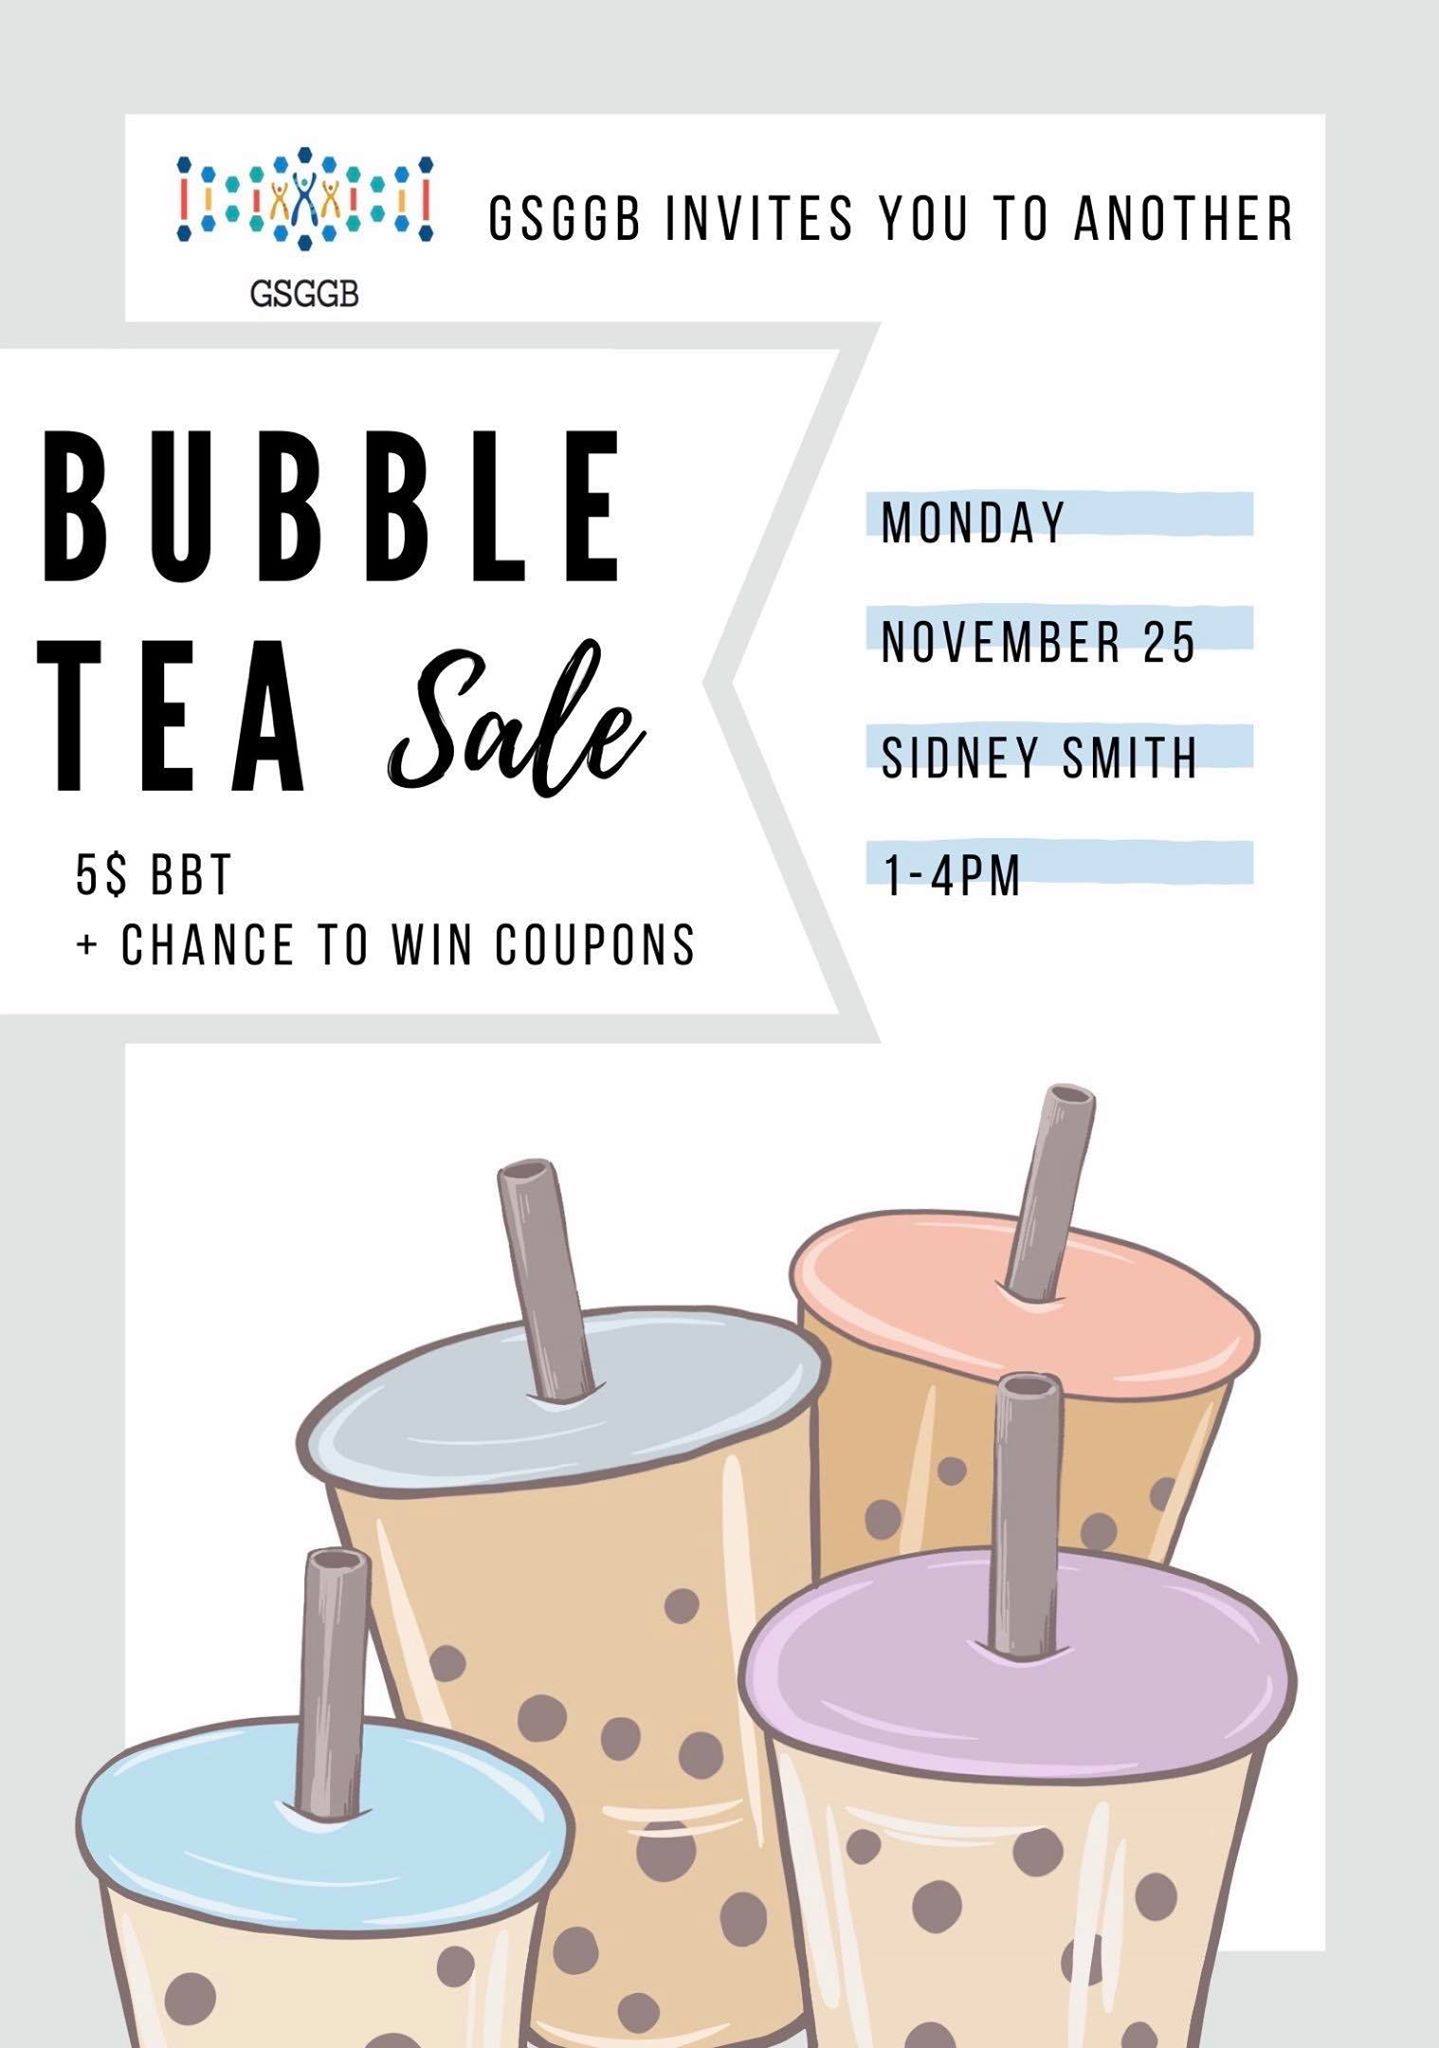 GSGGB
GSGGB INVITES YOU TO ANOTHER
BUBBLE
TEA Sale
5$ BBT
+ CHANCE TO WIN COUPONS
MONDAY
NOVEMBER 25
SIDNEY SMITH
1-4PM